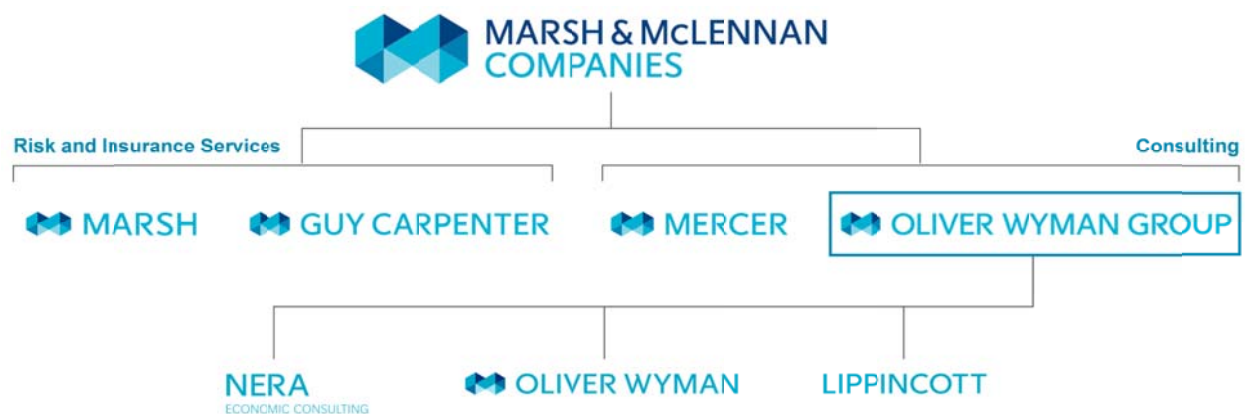 MARSH & McLENNAN
COMPANIES
Risk and Insurance Services
Consulting
MARSH
GUY CARPENTER
MERCER
OLIVER WYMAN GROUP
NERA
ECONOMIC CONSULTING
OLIVER WYMAN
LIPPINCOTT